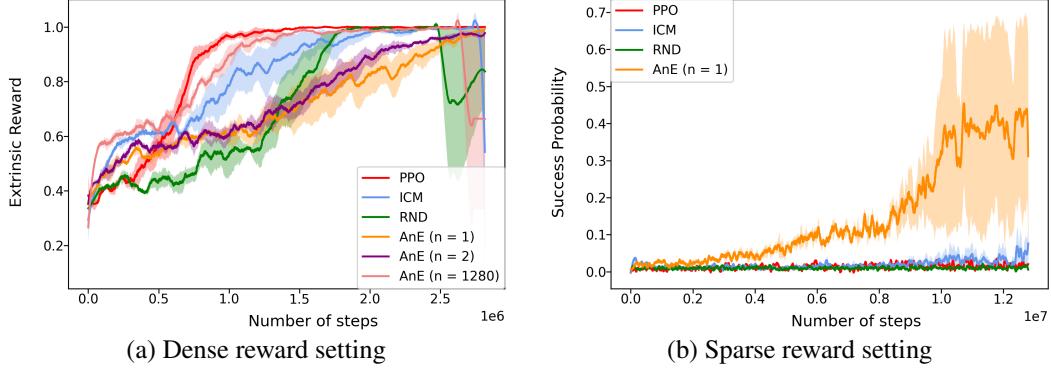 Extrinsic Reward
1.0
0.8
0.6
0.4
0.2
0.0
0.5
1.0
1.5
2.0
2.5
1e6
Number of steps
PPO
ICM
RND
AnE (n = 1)
AnE (n = 2)
AnE (n = 1280)
(a) Dense reward setting
Success Probability
0.7
0.6
0.5
0.4
0.3
0.2
0.1
0.0
0.0
0.2
0.4
0.6
0.8
1.0
1.2
1e7
Number of steps
PPO
ICM
RND
AnE (n = 1)
(b) Sparse reward setting